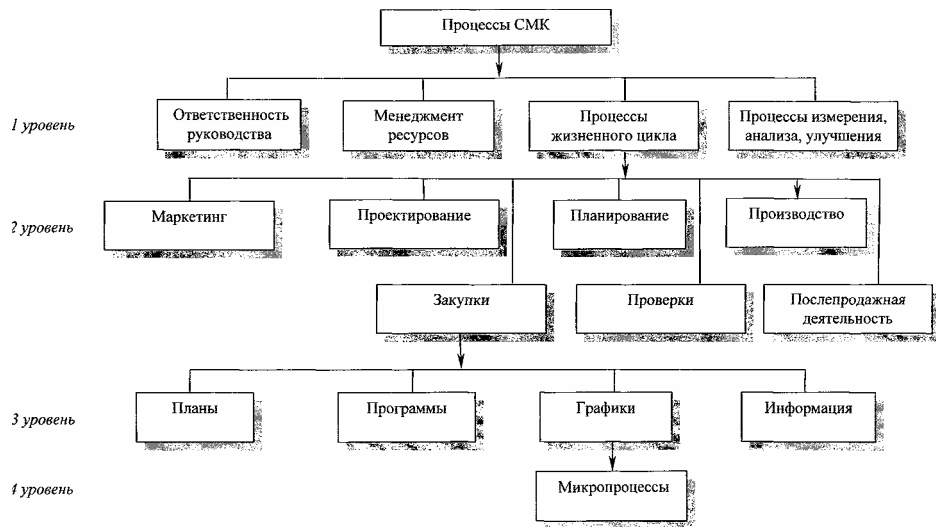 Процессы СМК
1 уровень
Ответственность
руководства
Менеджмент
ресурсов
Процессы
жизненного цикла
Процессы измерения,
анализа, улучшения
2 уровень
Маркетинг
Проектирование
Планирование
Производство
Закупки
Проверки
Послепродажная
деятельность
3 уровень
Планы
Программы
Графики
Информация
4 уровень
Микропроцессы